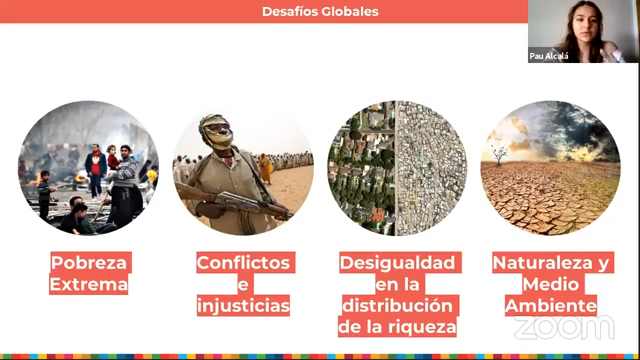 Desafíos Globales
Pau Alcalá
Pobreza
Extrema
Conflictos
e
injusticias
Desigualdad
en la
distribución
de la riqueza
Naturaleza y
Medio
Ambiente
zoom